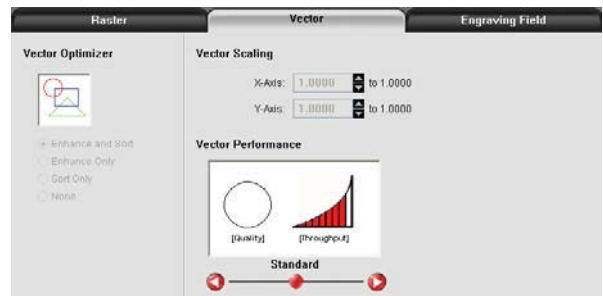 Raster
Vector
Engraving Field
Vector Optimizer
Enhance and Sort
Enhance Only
Sort Only
None
Vector Scaling
X-Axis: 1.0000 to 1.0000
Y-Axis: 1.0000 to 1.0000
Vector Performance
[Quality] [Throughput]
Standard